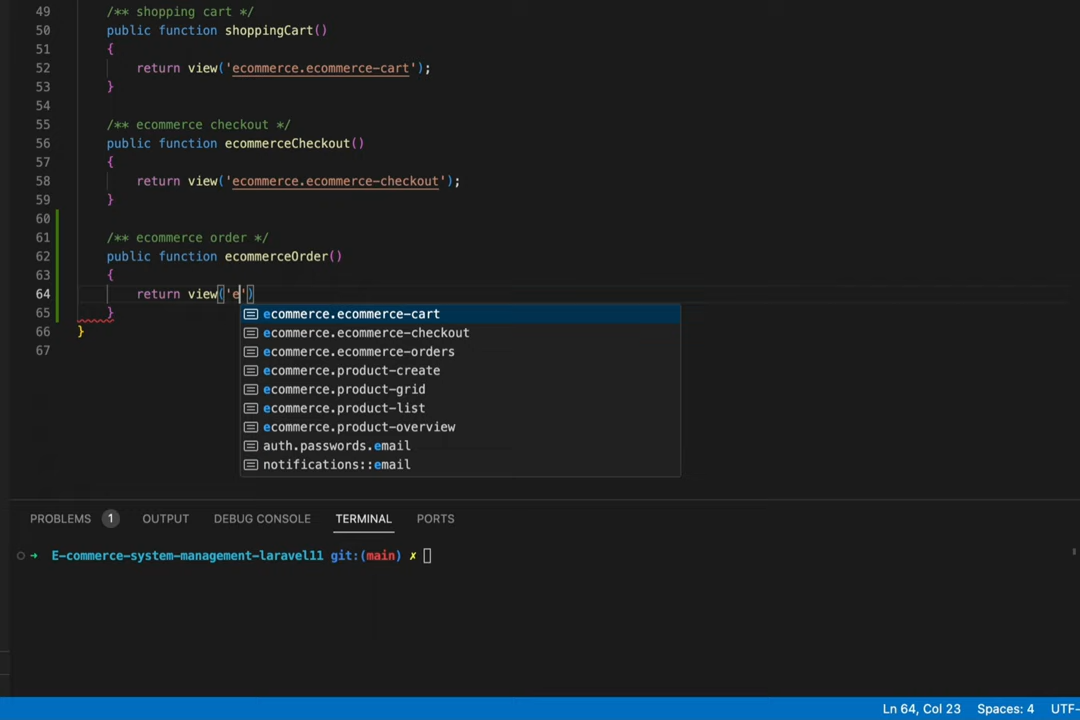 49 /** shopping cart */
50 public function shoppingCart()
51 {
52 return view('ecommerce.ecommerce-cart');
53 }
54
55 /** ecommerce checkout */
56 public function ecommerceCheckout()
57 {
58 return view('ecommerce.ecommerce-checkout');
59 }
60
61 /** ecommerce order */
62 public function ecommerceOrder()
63 {
64 return view('e')
65 }
66 }
67
ecommerce.ecommerce-cart
ecommerce.ecommerce-checkout
ecommerce.ecommerce-orders
ecommerce.product-create
ecommerce.product-grid
ecommerce.product-list
ecommerce.product-overview
auth.passwords.email
notifications::email
PROBLEMS 1 OUTPUT DEBUG CONSOLE TERMINAL PORTS
→ E-commerce-system-management-laravel11 git:(main) ✗
Ln 64, Col 23 Spaces: 4 UTF-